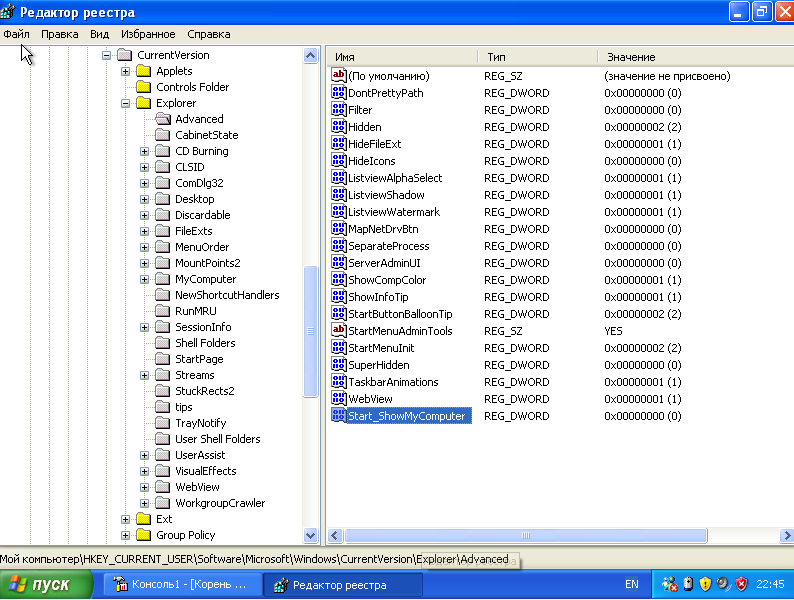 Редактор реестра
Файл Правка Вид Избранное Справка
CurrentVersion
Applets
Controls Folder
Explorer
Advanced
CabinetState
CD Burning
CLSID
ComDlg32
Desktop
Discardable
FileExts
MenuOrder
MountPoints2
MyComputer
NewShortcutHandlers
RunMRU
SessionInfo
Shell Folders
StartPage
Streams
StuckRects2
tips
TrayNotify
User Shell Folders
UserAssist
VisualEffects
WebView
WorkgroupCrawler
Ext
Group Policy
Имя Тип Значение
(По умолчанию) REG_SZ (значение не присвоено)
DontPrettyPath REG_DWORD 0x00000000 (0)
Filter REG_DWORD 0x00000000 (0)
Hidden REG_DWORD 0x00000002 (2)
HideFileExt REG_DWORD 0x00000001 (1)
HideIcons REG_DWORD 0x00000000 (0)
ListviewAlphaSelect REG_DWORD 0x00000001 (1)
ListviewShadow REG_DWORD 0x00000001 (1)
ListviewWatermark REG_DWORD 0x00000001 (1)
MapNetDrvBtn REG_DWORD 0x00000000 (0)
SeparateProcess REG_DWORD 0x00000000 (0)
ServerAdminUI REG_DWORD 0x00000000 (0)
ShowCompColor REG_DWORD 0x00000001 (1)
ShowInfoTip REG_DWORD 0x00000001 (1)
StartButtonBalloonTip REG_DWORD 0x00000002 (2)
StartMenuAdminTools REG_SZ YES
StartMenuInit REG_DWORD 0x00000002 (2)
SuperHidden REG_DWORD 0x00000000 (0)
TaskbarAnimations REG_DWORD 0x00000001 (1)
WebView REG_DWORD 0x00000001 (1)
Start_ShowMyComputer REG_DWORD 0x00000000 (0)
Мой компьютер\HKEY_CURRENT_USER\Software\Microsoft\Windows\CurrentVersion\Explorer\Advanced
пуск Консоль1 - [Корень ... Редактор реестра EN 22:45